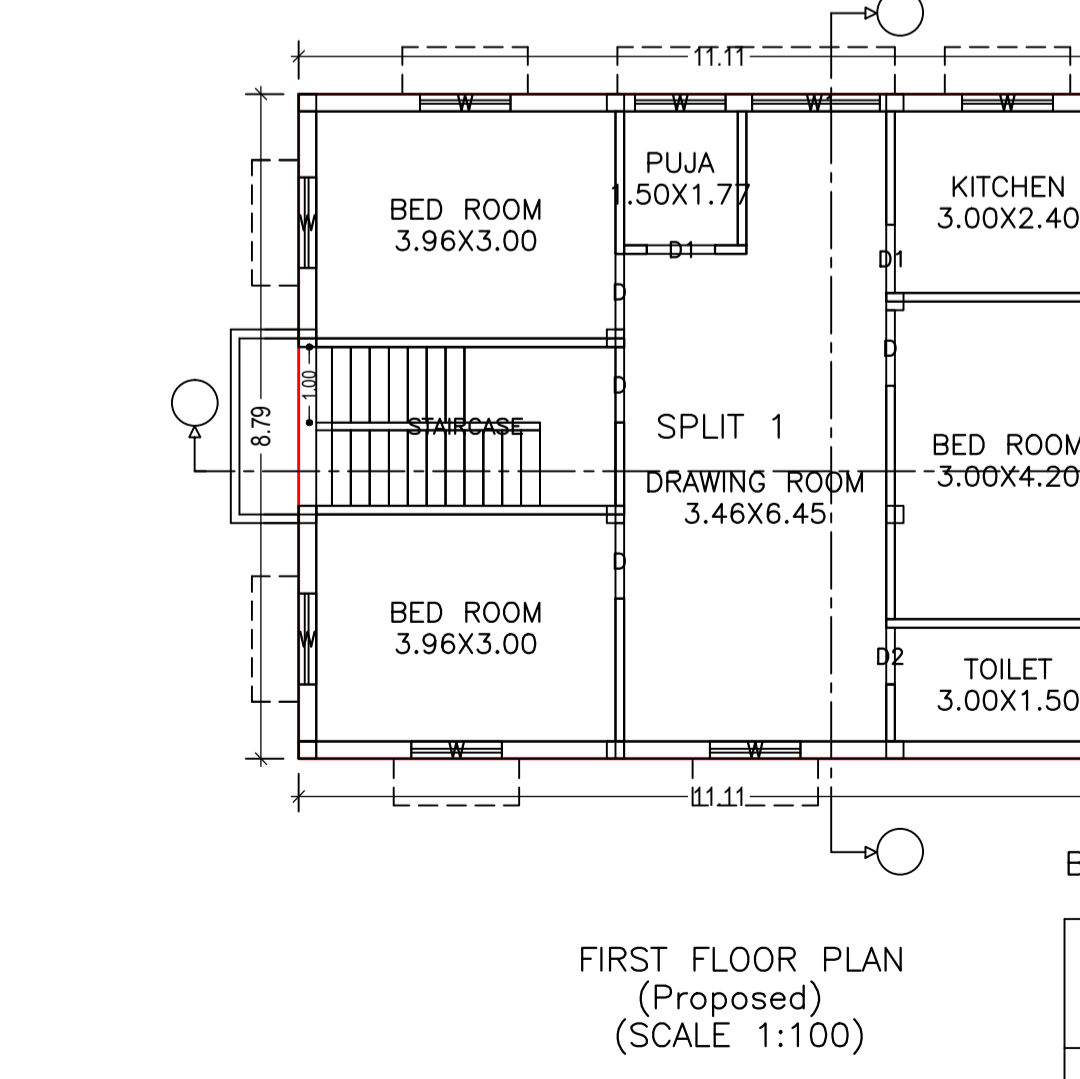 11.11
W
W
W
W
PUJA
1.50X1.77
KITCHEN
3.00X2.40
BED ROOM
3.96X3.00
W
D1
D1
D
D
1.00
D
8.79
STAIRCASE
SPLIT 1
BED ROOM
3.00X4.20
DRAWING ROOM
3.46X6.45
D
BED ROOM
3.96X3.00
W
D2
TOILET
3.00X1.50
W
W
11.11
FIRST FLOOR PLAN
(Proposed)
(SCALE 1:100)